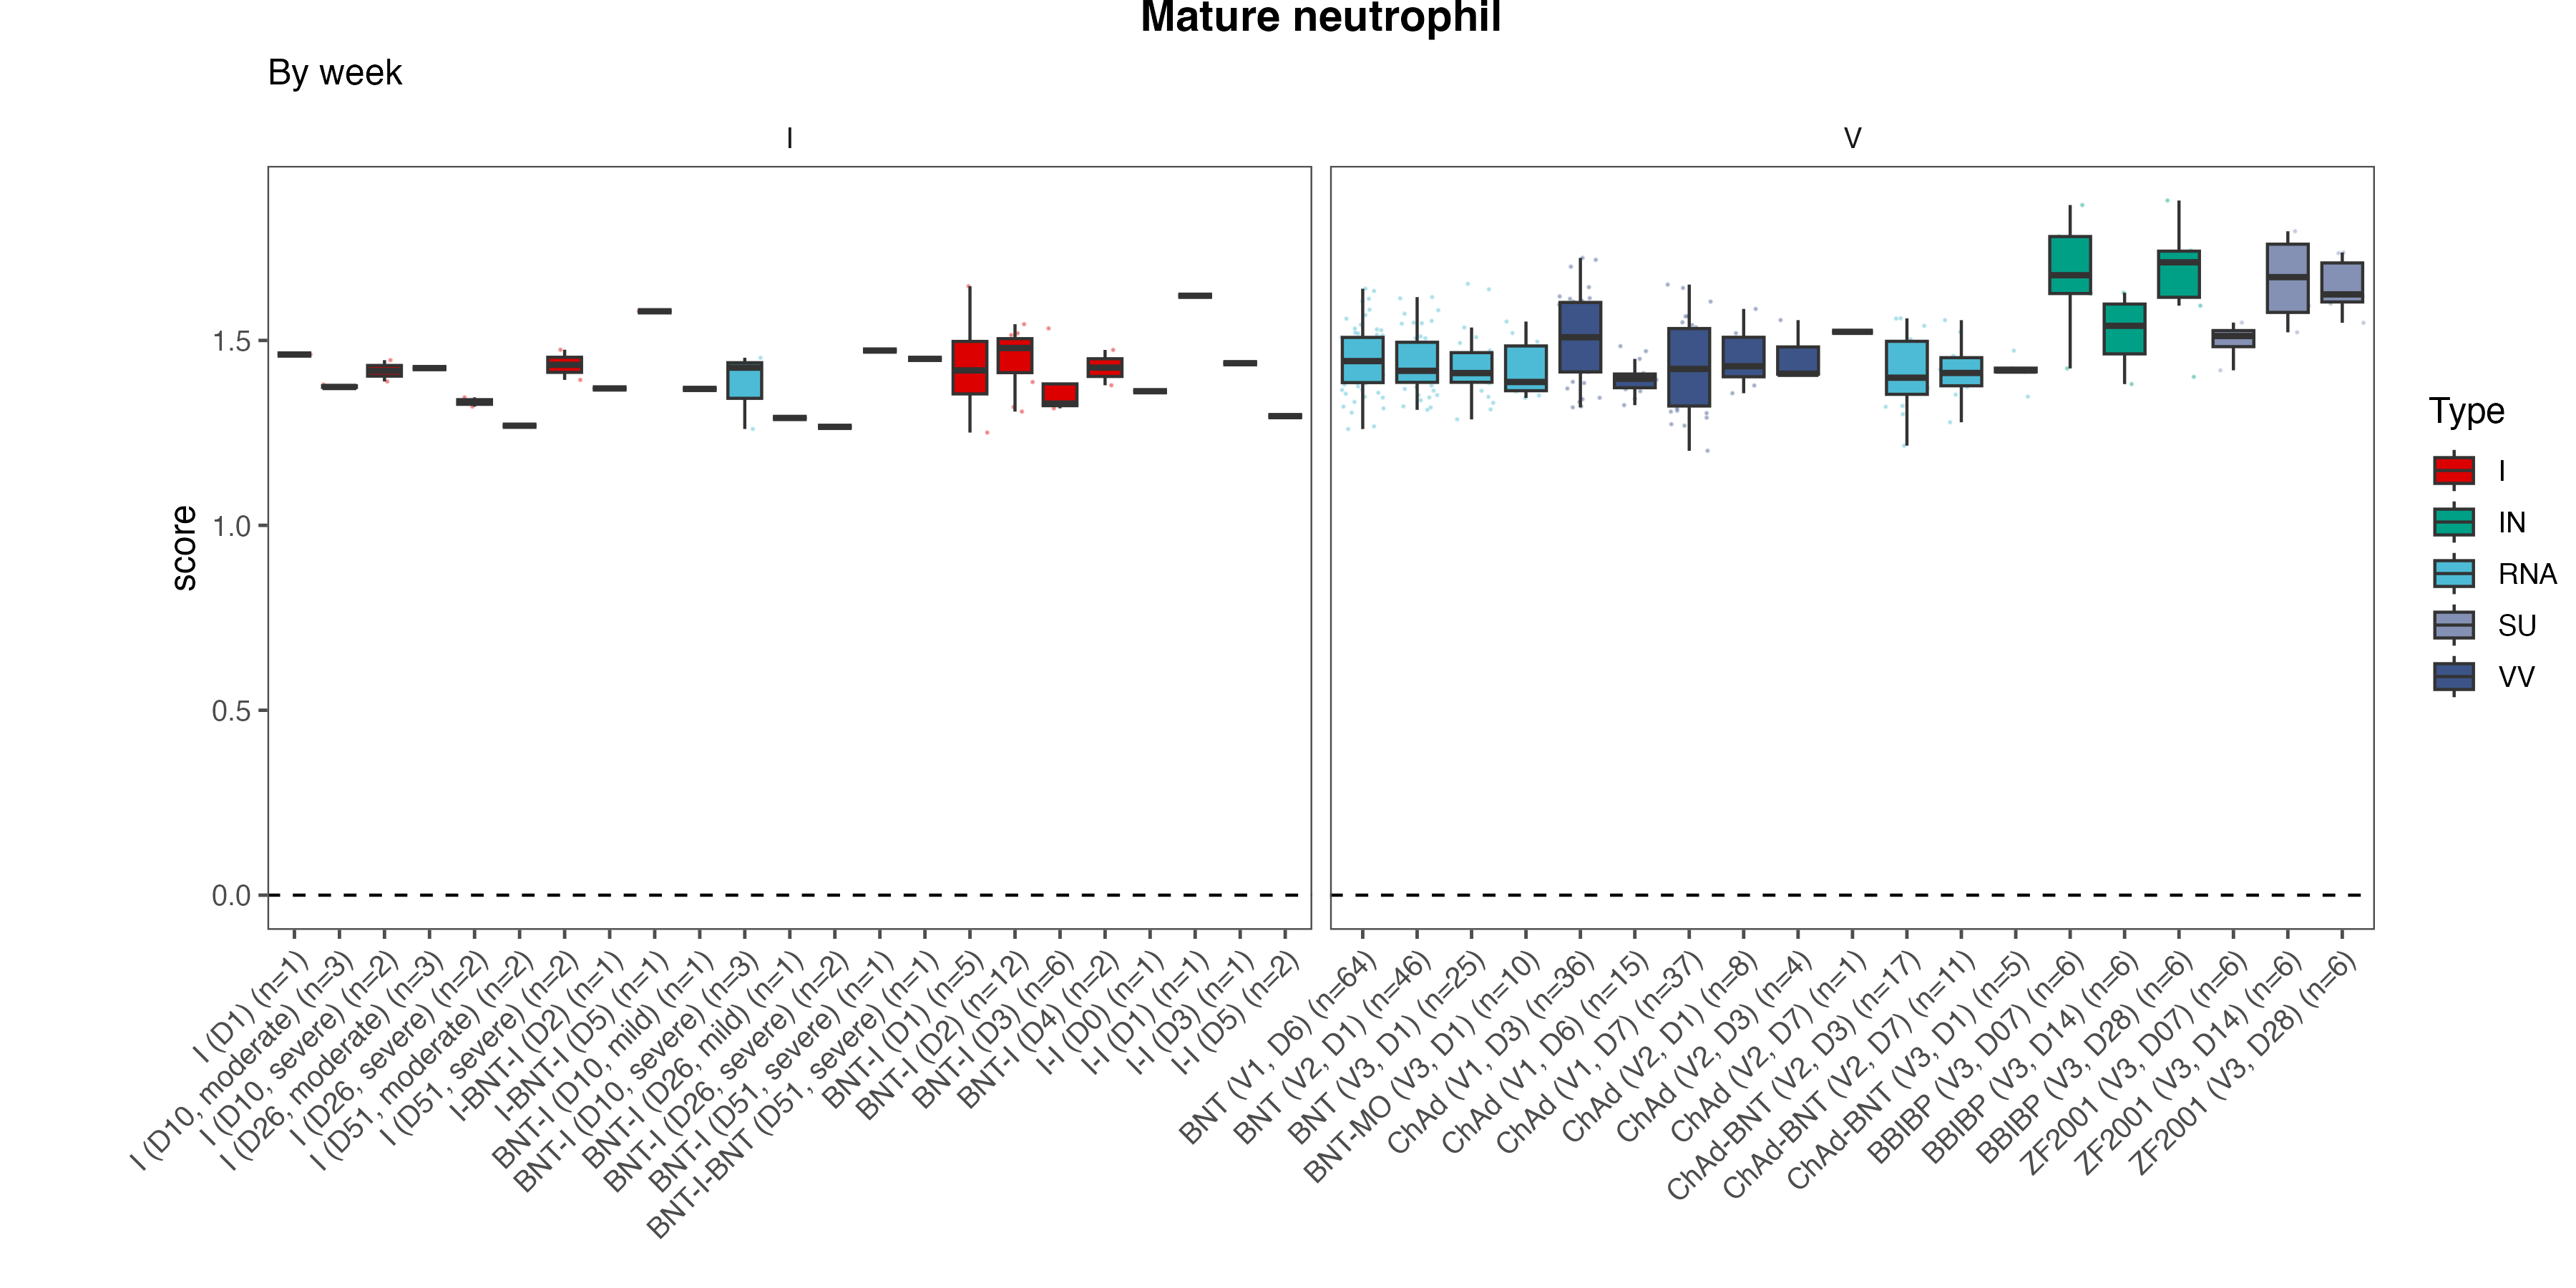 Mature neutrophil
By week
I
V
score
1.5
1.0
0.5
0.0
I (D1) (n=1)
I (D10, moderate) (n=3)
I (D10, severe) (n=2)
I (D26, moderate) (n=3)
I (D26, severe) (n=2)
I (D51, moderate) (n=2)
I (D51, severe) (n=2)
I-BNT-I (D2) (n=1)
I-BNT-I (D5) (n=1)
BNT-I (D10, mild) (n=1)
BNT-I (D10, severe) (n=3)
BNT-I (D26, mild) (n=1)
BNT-I (D26, severe) (n=2)
BNT-I (D51, severe) (n=1)
BNT-I-BNT (D51, severe) (n=1)
BNT-I (D1) (n=5)
BNT-I (D2) (n=12)
BNT-I (D3) (n=6)
BNT-I (D4) (n=2)
I-I (D0) (n=1)
I-I (D1) (n=1)
I-I (D3) (n=1)
I-I (D5) (n=2)
BNT (V1, D6) (n=64)
BNT (V2, D1) (n=46)
BNT (V3, D1) (n=25)
BNT-MO (V3, D1) (n=10)
ChAd (V1, D3) (n=36)
ChAd (V1, D6) (n=15)
ChAd (V1, D7) (n=37)
ChAd (V2, D1) (n=8)
ChAd (V2, D3) (n=4)
ChAd (V2, D7) (n=1)
ChAd-BNT (V2, D3) (n=17)
ChAd-BNT (V2, D7) (n=11)
ChAd-BNT (V3, D1) (n=5)
BBIBP (V3, D07) (n=6)
BBIBP (V3, D14) (n=6)
BBIBP (V3, D28) (n=6)
ZF2001 (V3, D07) (n=6)
ZF2001 (V3, D14) (n=6)
ZF2001 (V3, D28) (n=6)
Type
I
IN
RNA
SU
VV